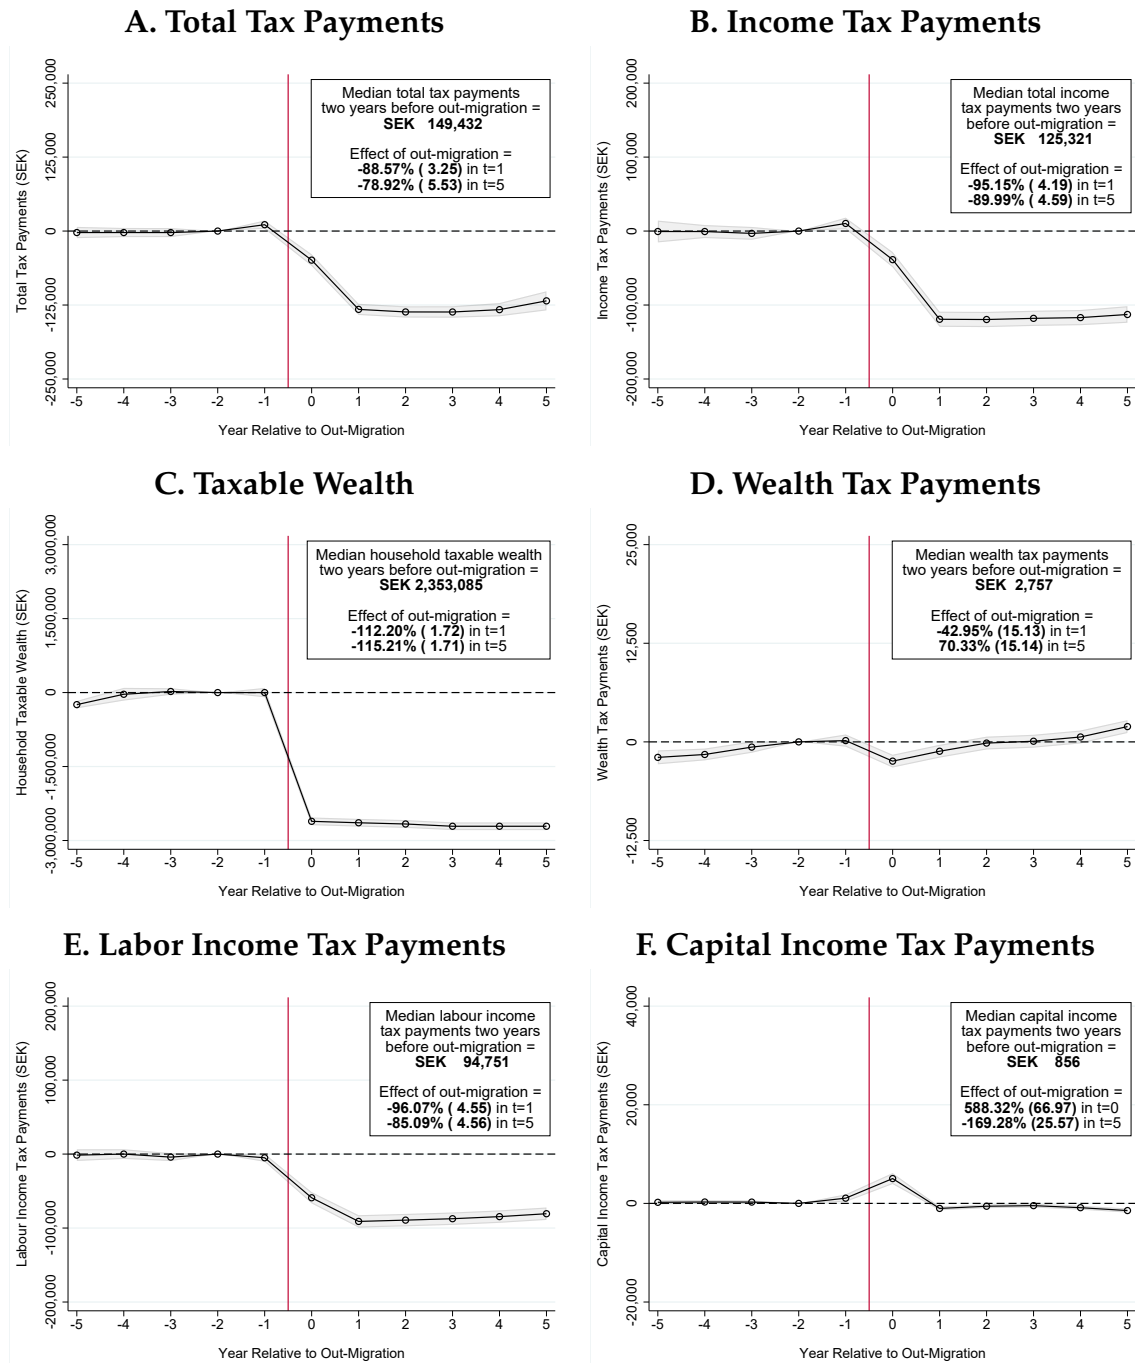 A. Total Tax Payments
Total Tax Payments (SEK)
250,000
125,000
0
-125,000
-250,000
Median total tax payments
two years before out-migration =
SEK 149,432
Effect of out-migration =
-88.57% ( 3.25) in t=1
-78.92% ( 5.53) in t=5
-5 -4 -3 -2 -1 0 1 2 3 4 5
Year Relative to Out-Migration
B. Income Tax Payments
Income Tax Payments (SEK)
200,000
100,000
0
-100,000
-200,000
Median total income
tax payments two years
before out-migration =
SEK 125,321
Effect of out-migration =
-95.15% ( 4.19) in t=1
-89.99% ( 4.59) in t=5
-5 -4 -3 -2 -1 0 1 2 3 4 5
Year Relative to Out-Migration
C. Taxable Wealth
Household Taxable Wealth (SEK)
3,000,000
1,500,000
0
-1,500,000
-3,000,000
Median household taxable wealth
two years before out-migration =
SEK 2,353,085
Effect of out-migration =
-112.20% ( 1.72) in t=1
-115.21% ( 1.71) in t=5
-5 -4 -3 -2 -1 0 1 2 3 4 5
Year Relative to Out-Migration
D. Wealth Tax Payments
Wealth Tax Payments (SEK)
25,000
12,500
0
-12,500
Median wealth tax payments
two years before out-migration =
SEK 2,757
Effect of out-migration =
-42.95% (15.13) in t=1
70.33% (15.14) in t=5
-5 -4 -3 -2 -1 0 1 2 3 4 5
Year Relative to Out-Migration
E. Labor Income Tax Payments
Labour Income Tax Payments (SEK)
200,000
100,000
0
-100,000
-200,000
Median labour income
tax payments two years
before out-migration =
SEK 94,751
Effect of out-migration =
-96.07% ( 4.55) in t=1
-85.09% ( 4.56) in t=5
-5 -4 -3 -2 -1 0 1 2 3 4 5
Year Relative to Out-Migration
F. Capital Income Tax Payments
Capital Income Tax Payments (SEK)
40,000
20,000
0
-20,000
Median capital income
tax payments two years
before out-migration =
SEK 856
Effect of out-migration =
588.32% (66.97) in t=0
-169.28% (25.57) in t=5
-5 -4 -3 -2 -1 0 1 2 3 4 5
Year Relative to Out-Migration